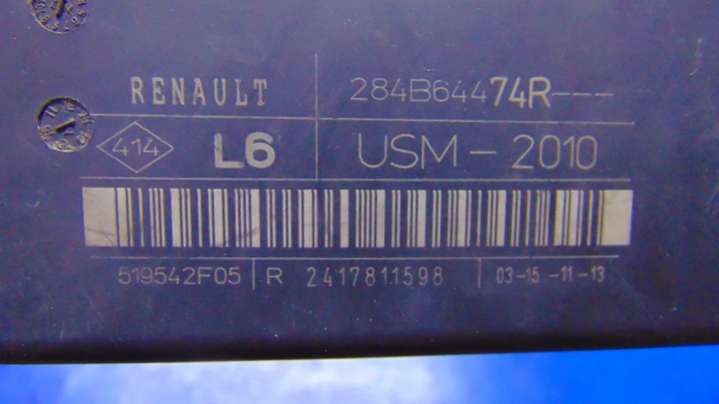 RENAULT 284B64474R---
414 L6 USM - 2010
519542F05 | R 2417811598 | 03-15-11-13